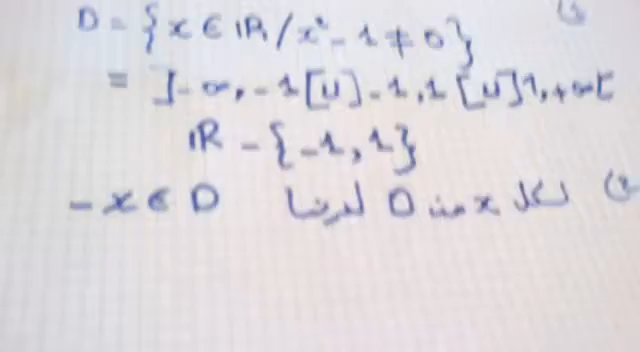 D = {x ∈ IR / x² - 1 ≠ 0}
= ]-∞, -1[ U ]-1, 1[ U ]1, +∞[
IR - {-1, 1}
لكل x من D لدينا -x ∈ D